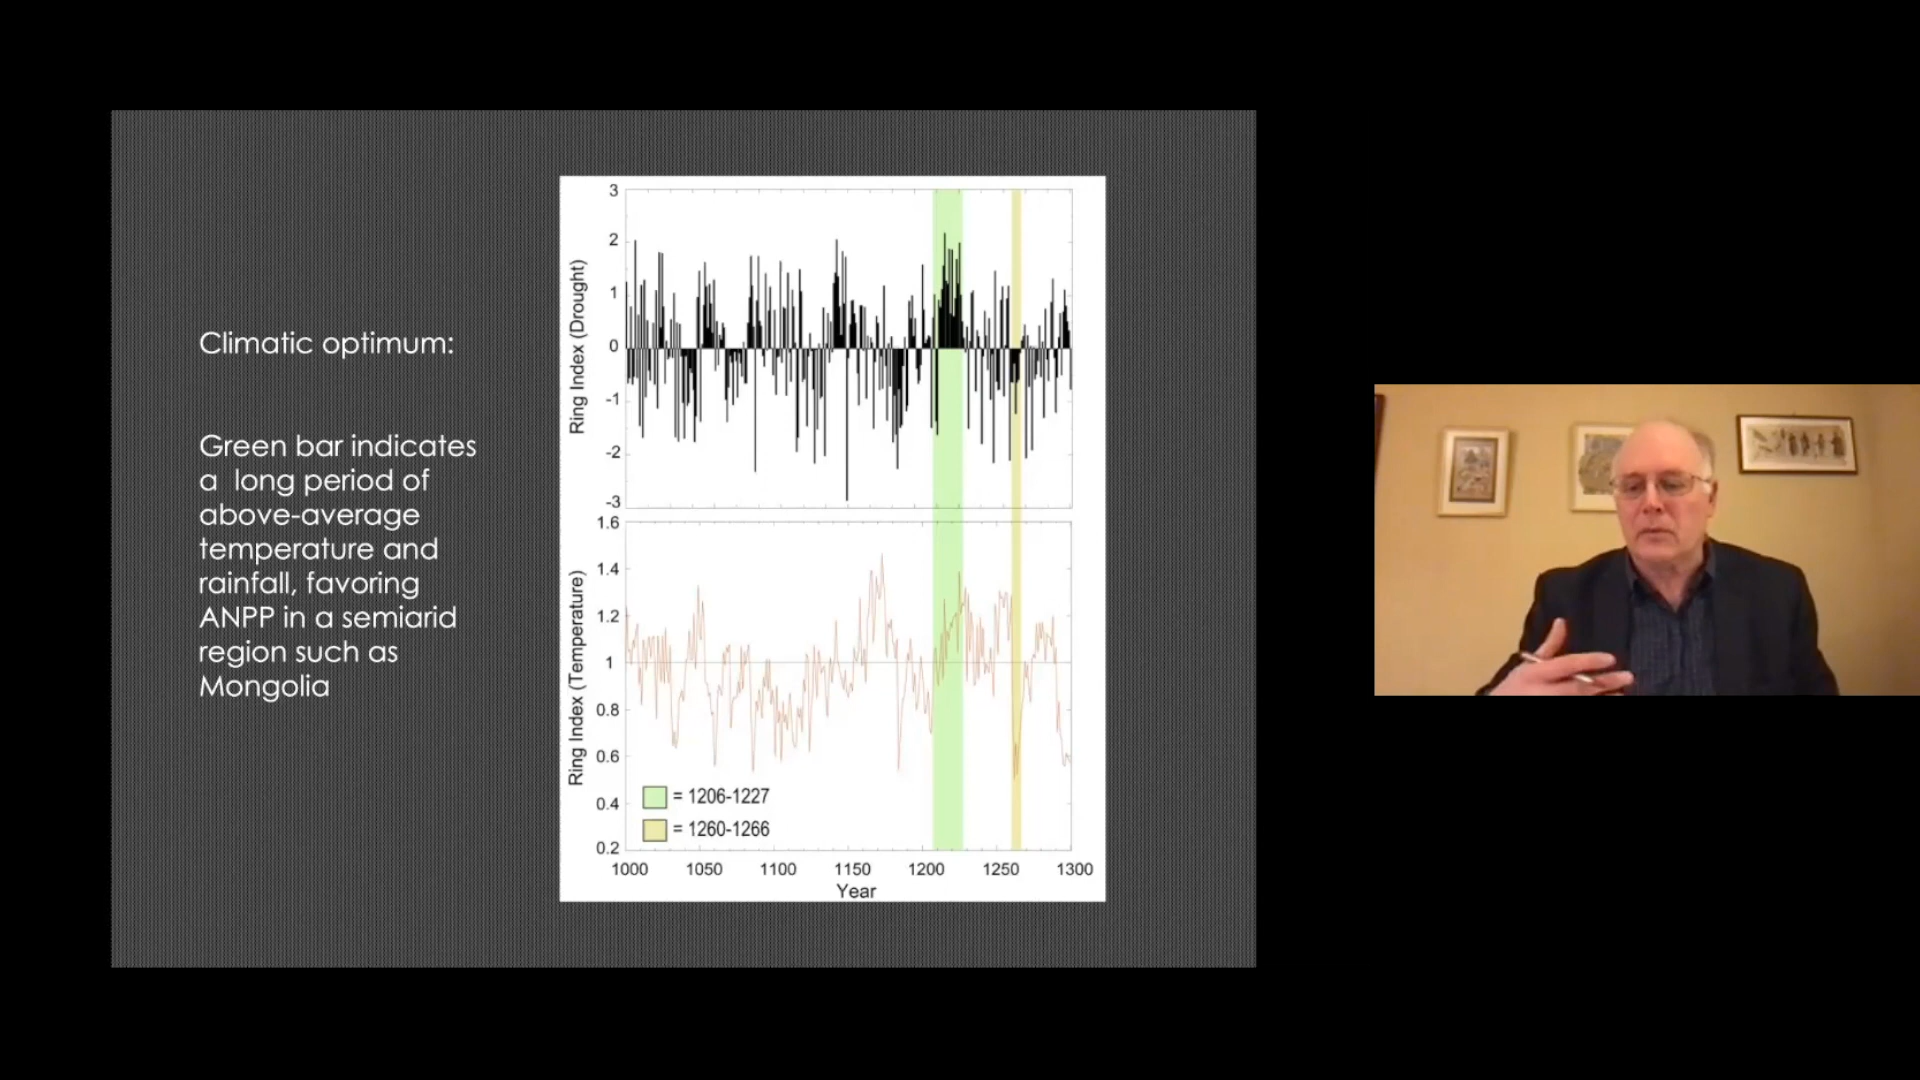 Climatic optimum:
Green bar indicates
a long period of
above-average
temperature and
rainfall, favoring
ANPP in a semiarid
region such as
Mongolia
3
2
1
0
-1
-2
-3
Ring Index (Drought)
1.6
1.4
1.2
1
0.8
0.6
0.4
0.2
Ring Index (Temperature)
= 1206-1227
= 1260-1266
1000 1050 1100 1150 1200 1250 1300
Year